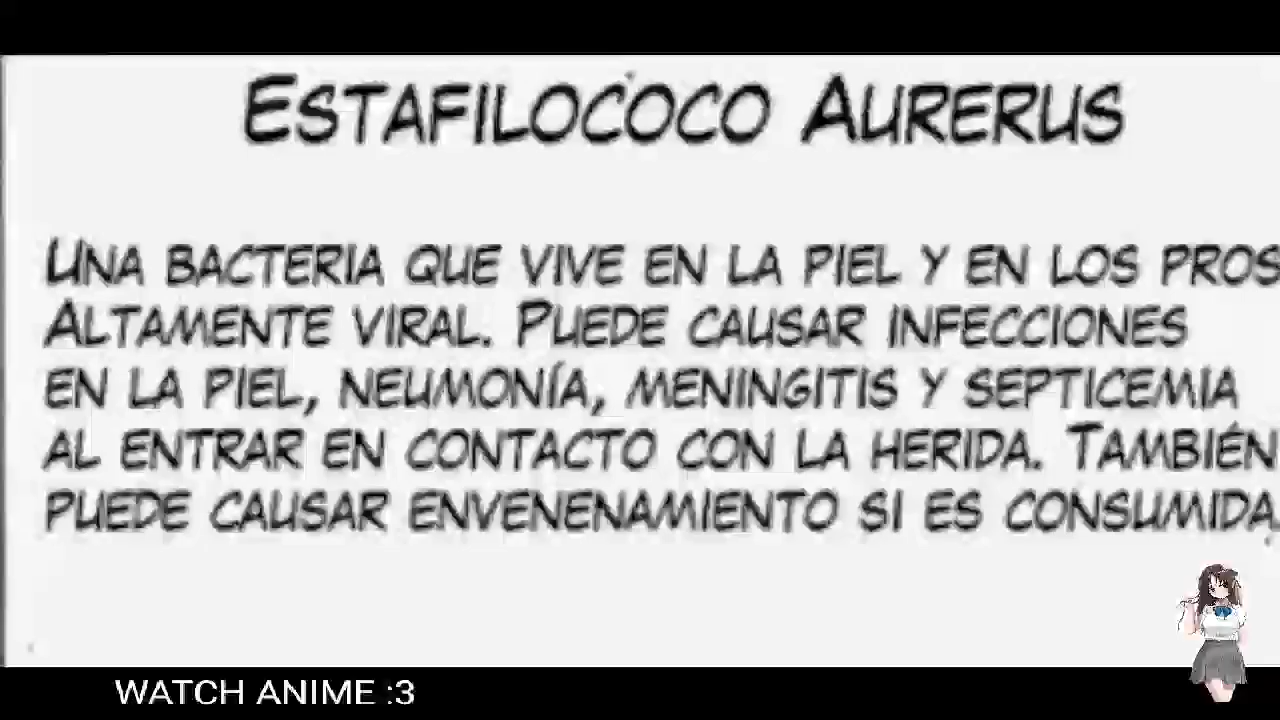 ESTAFILOCOCO AURERUS
UNA BACTERIA QUE VIVE EN LA PIEL Y EN LOS PROS
ALTAMENTE VIRAL. PUEDE CAUSAR INFECCIONES
EN LA PIEL, NEUMONÍA, MENINGITIS Y SEPTICEMIA
AL ENTRAR EN CONTACTO CON LA HERIDA. TAMBIÉN
PUEDE CAUSAR ENVENENAMIENTO SI ES CONSUMIDA.
WATCH ANIME :3